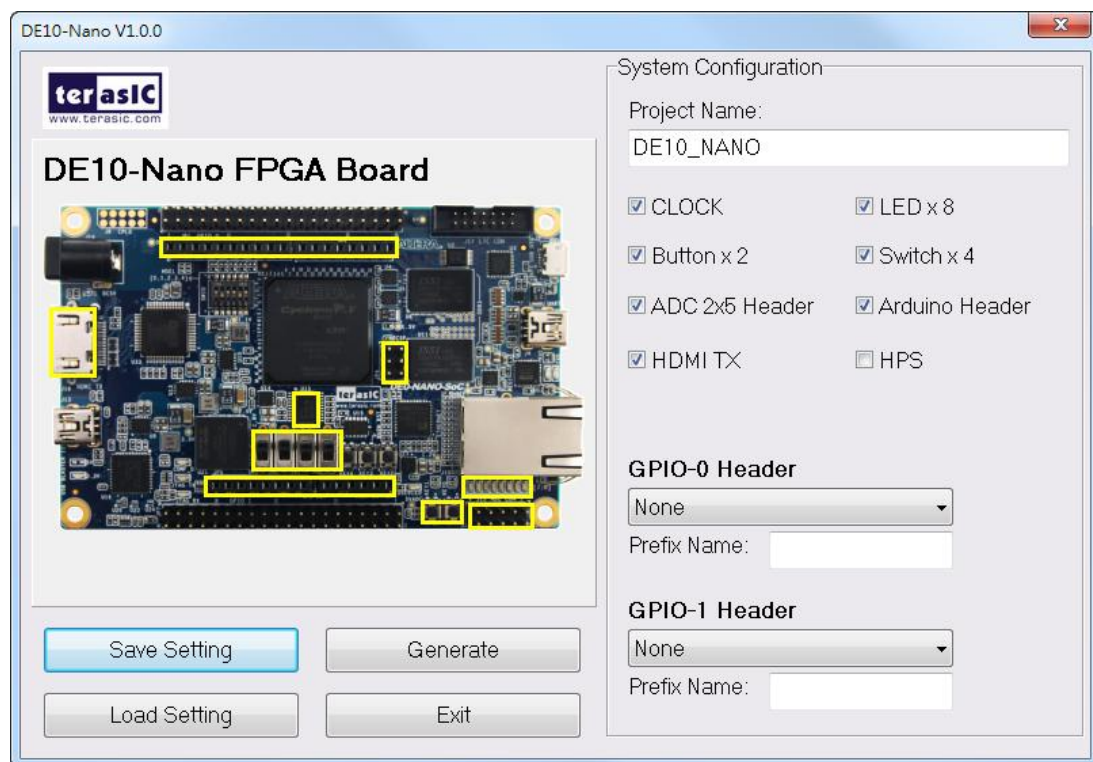 DE10-Nano V1.0.0
terasIC
www.terasic.com
DE10-Nano FPGA Board
System Configuration
Project Name:
DE10_NANO
CLOCK
LED x 8
Button x 2
Switch x 4
ADC 2x5 Header
Arduino Header
HDMI TX
HPS
GPIO-0 Header
None
Prefix Name:
GPIO-1 Header
None
Prefix Name:
Save Setting
Generate
Load Setting
Exit